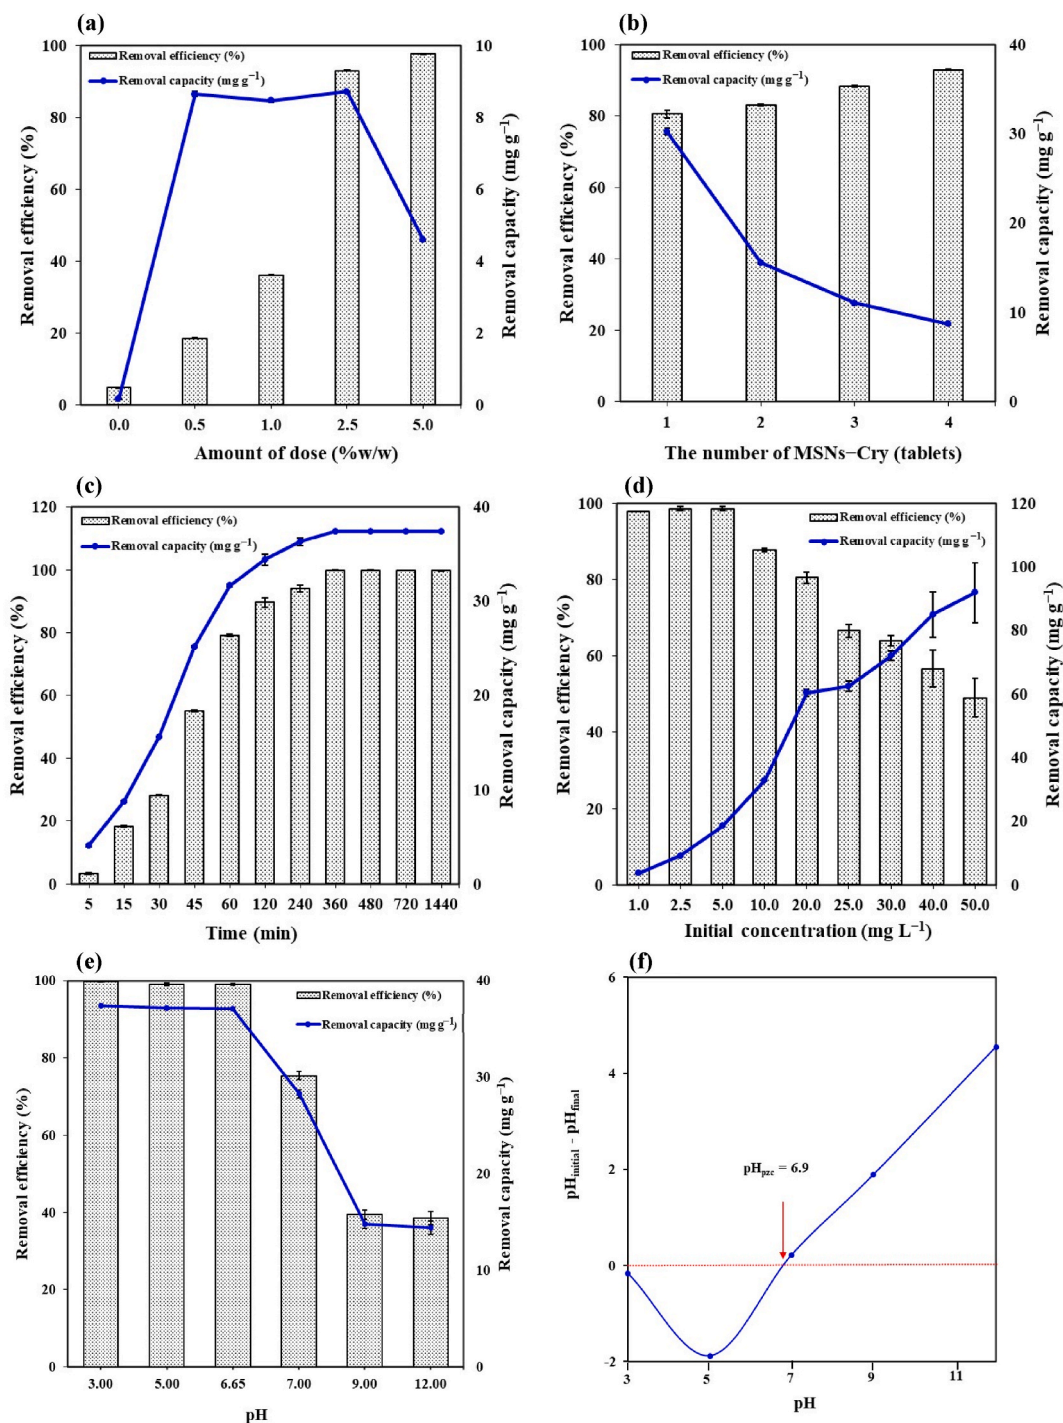 (a)
Removal efficiency (%)
Removal capacity (mg g⁻¹)
100
80
60
40
20
0
10
8
6
4
2
0
0.0 0.5 1.0 2.5 5.0
Amount of dose (%w/w)
Removal efficiency (%)
Removal capacity (mg g⁻¹)
(b)
Removal efficiency (%)
Removal capacity (mg g⁻¹)
100
80
60
40
20
0
40
30
20
10
0
1 2 3 4
The number of MSNs−Cry (tablets)
Removal efficiency (%)
Removal capacity (mg g⁻¹)
(c)
Removal efficiency (%)
Removal capacity (mg g⁻¹)
120
100
80
60
40
20
0
40
30
20
10
0
5 15 30 45 60 120 240 360 480 720 1440
Time (min)
Removal efficiency (%)
Removal capacity (mg g⁻¹)
(d)
Removal efficiency (%)
Removal capacity (mg g⁻¹)
100
80
60
40
20
0
120
100
80
60
40
20
0
1.0 2.5 5.0 10.0 20.0 25.0 30.0 40.0 50.0
Initial concentration (mg L⁻¹)
Removal efficiency (%)
Removal capacity (mg g⁻¹)
(e)
Removal efficiency (%)
Removal capacity (mg g⁻¹)
100
80
60
40
20
0
40
30
20
10
0
3.00 5.00 6.65 7.00 9.00 12.00
pH
Removal efficiency (%)
Removal capacity (mg g⁻¹)
(f)
6
4
2
0
-2
pHpzc = 6.9
3 5 7 9 11
pH
pHinitial - pHfinal